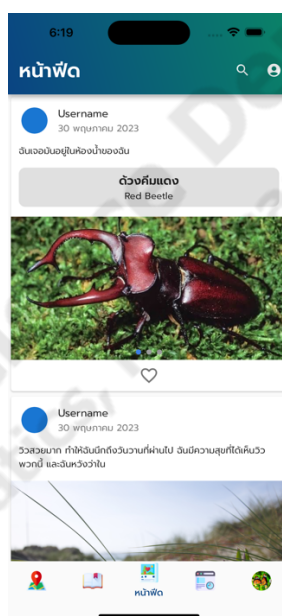 6:19
หน้าฟีด
Username
30 พฤษภาคม 2023
ฉันเจอมันอยู่ในห้องน้ำของฉัน
ด้วงคีมแดง
Red Beetle
Username
30 พฤษภาคม 2023
วิวสวยมาก ทำให้ฉันนึกถึงวันวานที่ผ่านไป ฉันมีความสุขที่ได้เห็นวิว
พวกนี้ และฉันหวังว่าใน
หน้าฟีด